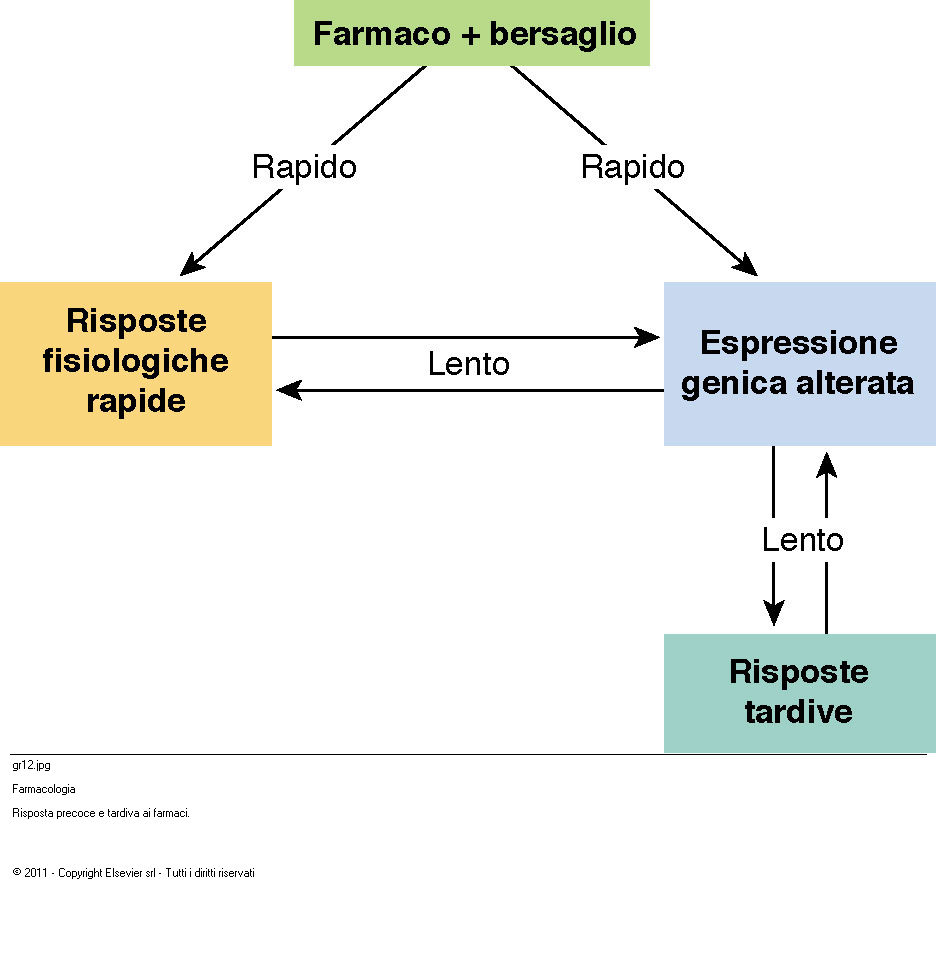 Farmaco + bersaglio
Rapido
Rapido
Risposte
fisiologiche
rapide
Lento
Espressione
genica alterata
Lento
Risposte
tardive
gr12.jpg
Farmacologia
Risposta precoce e tardiva ai farmaci.
© 2011 - Copyright Elsevier srl - Tutti i diritti riservati